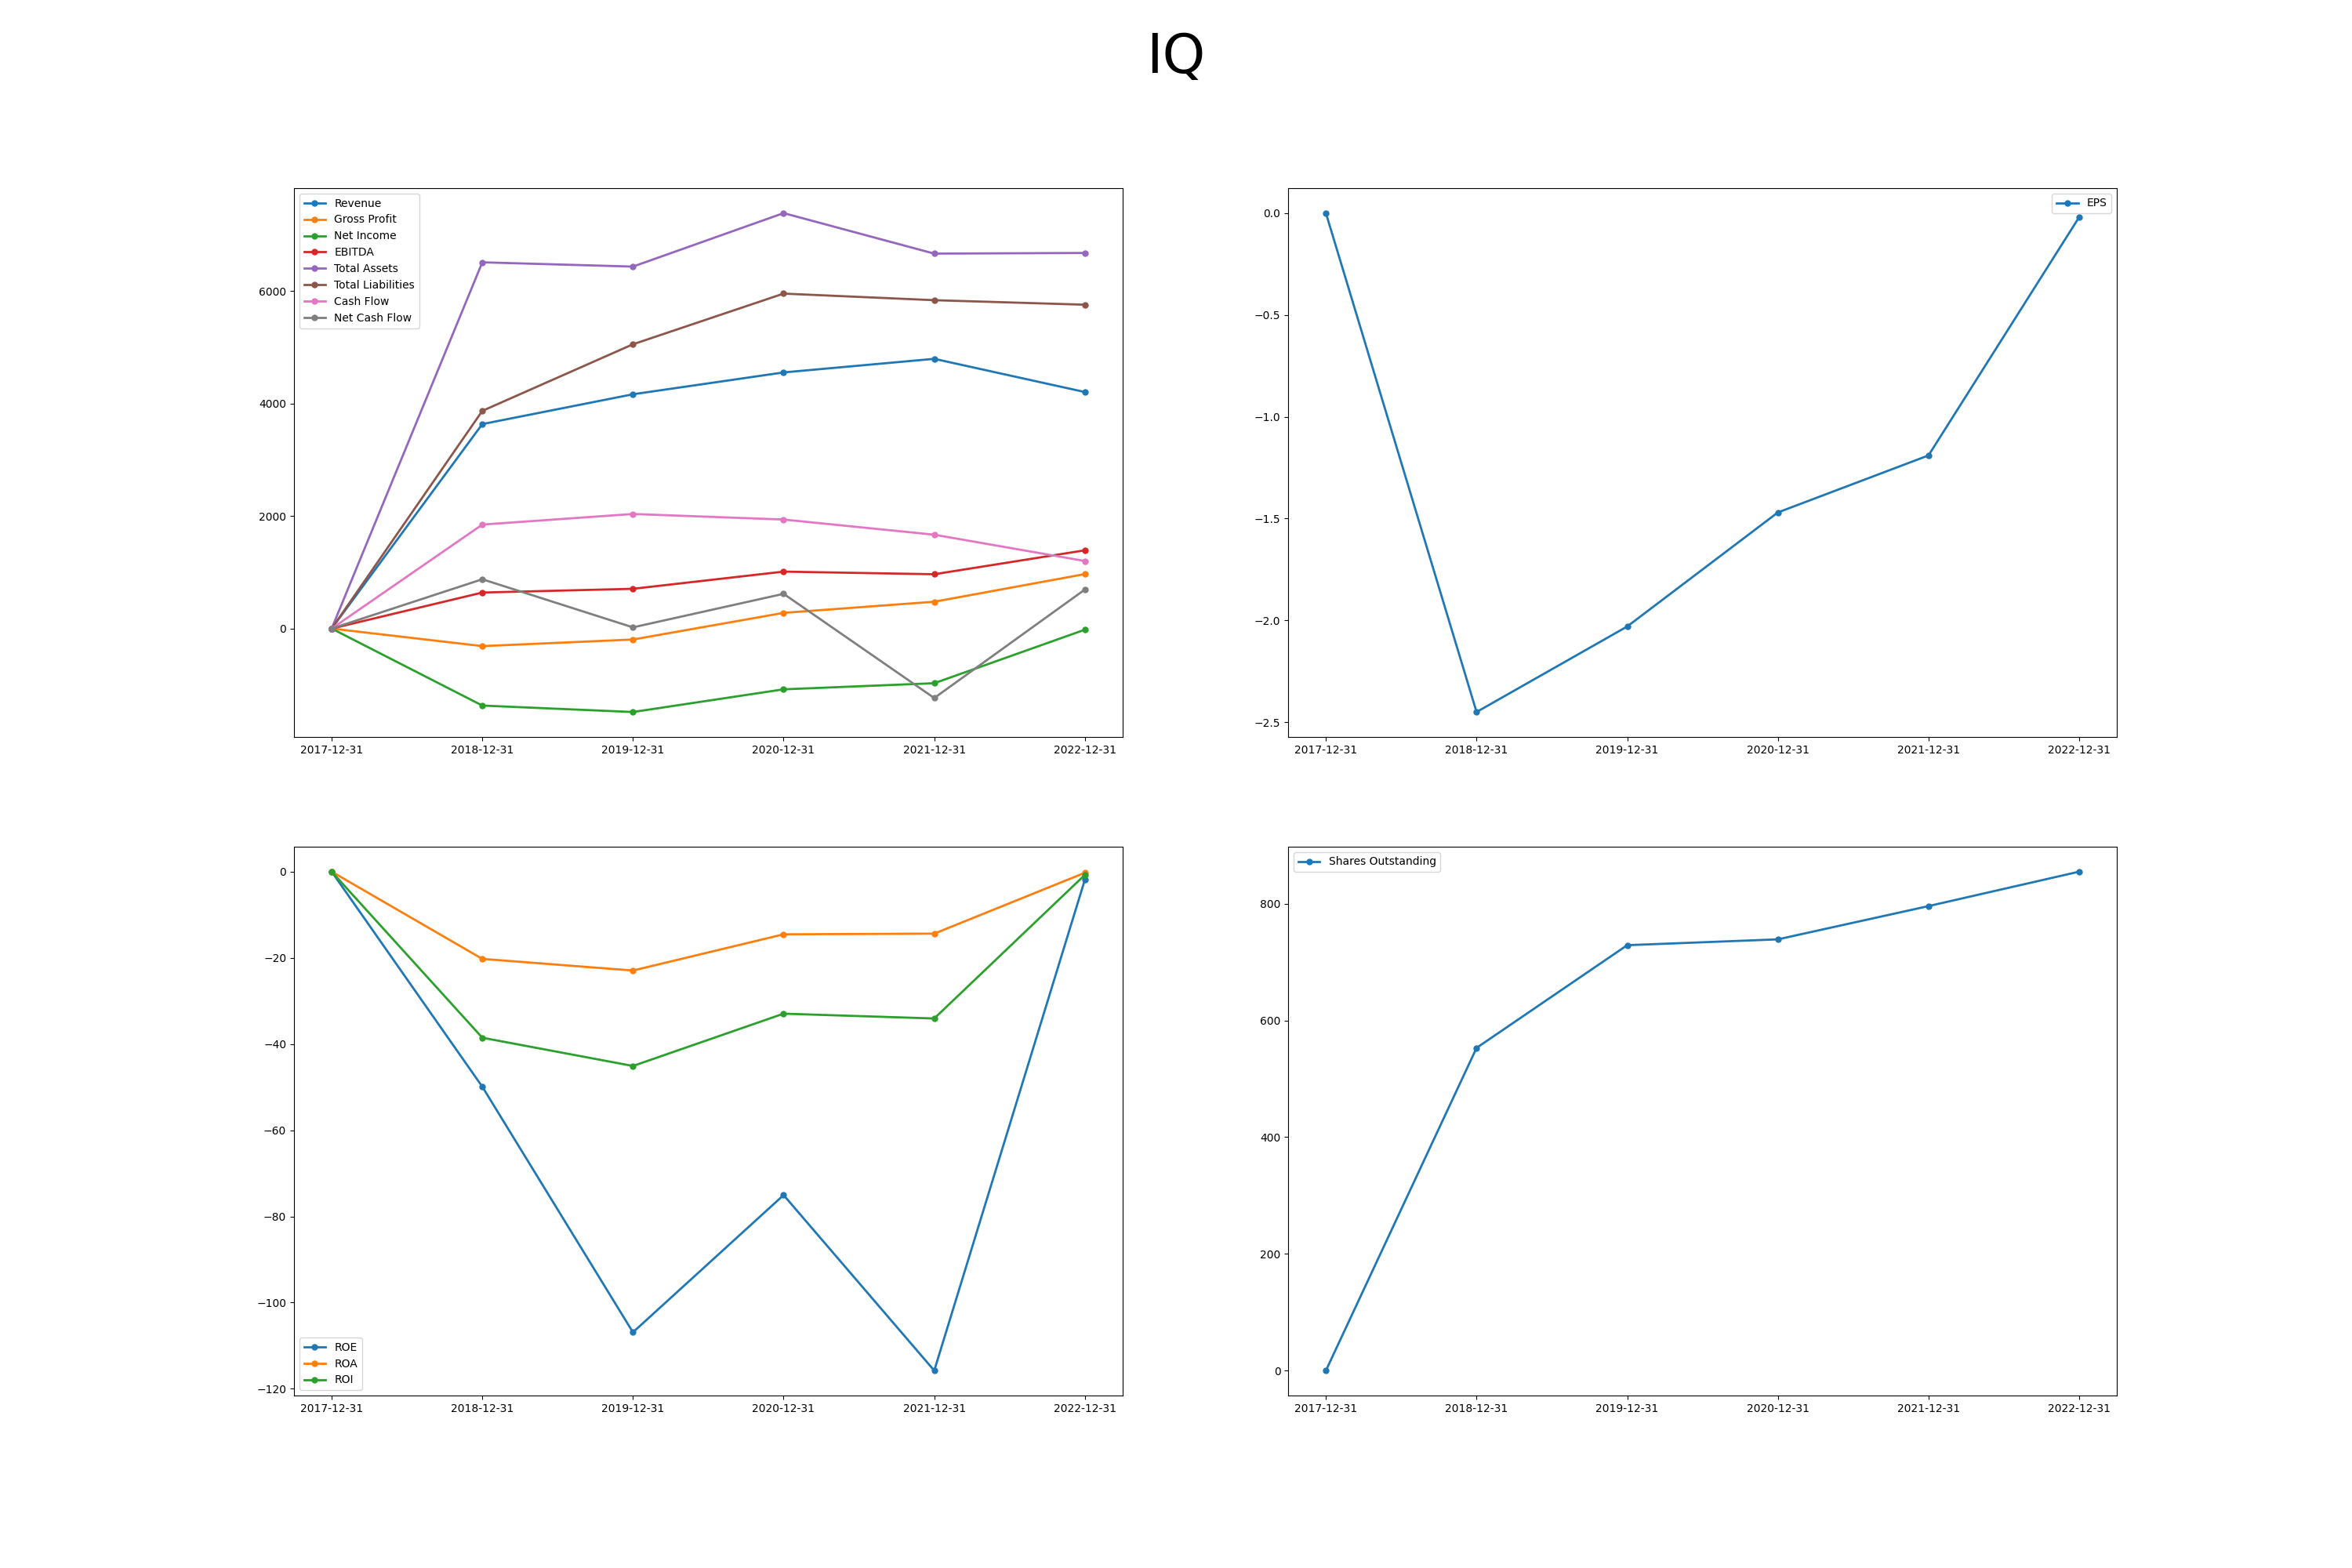 IQ
Revenue
Gross Profit
Net Income
EBITDA
Total Assets
Total Liabilities
Cash Flow
Net Cash Flow
6000
4000
2000
0
2017-12-31 2018-12-31 2019-12-31 2020-12-31 2021-12-31 2022-12-31
EPS
0.0
−0.5
−1.0
−1.5
−2.0
−2.5
2017-12-31 2018-12-31 2019-12-31 2020-12-31 2021-12-31 2022-12-31
0
−20
−40
−60
−80
−100
−120
ROE
ROA
ROI
2017-12-31 2018-12-31 2019-12-31 2020-12-31 2021-12-31 2022-12-31
Shares Outstanding
800
600
400
200
0
2017-12-31 2018-12-31 2019-12-31 2020-12-31 2021-12-31 2022-12-31